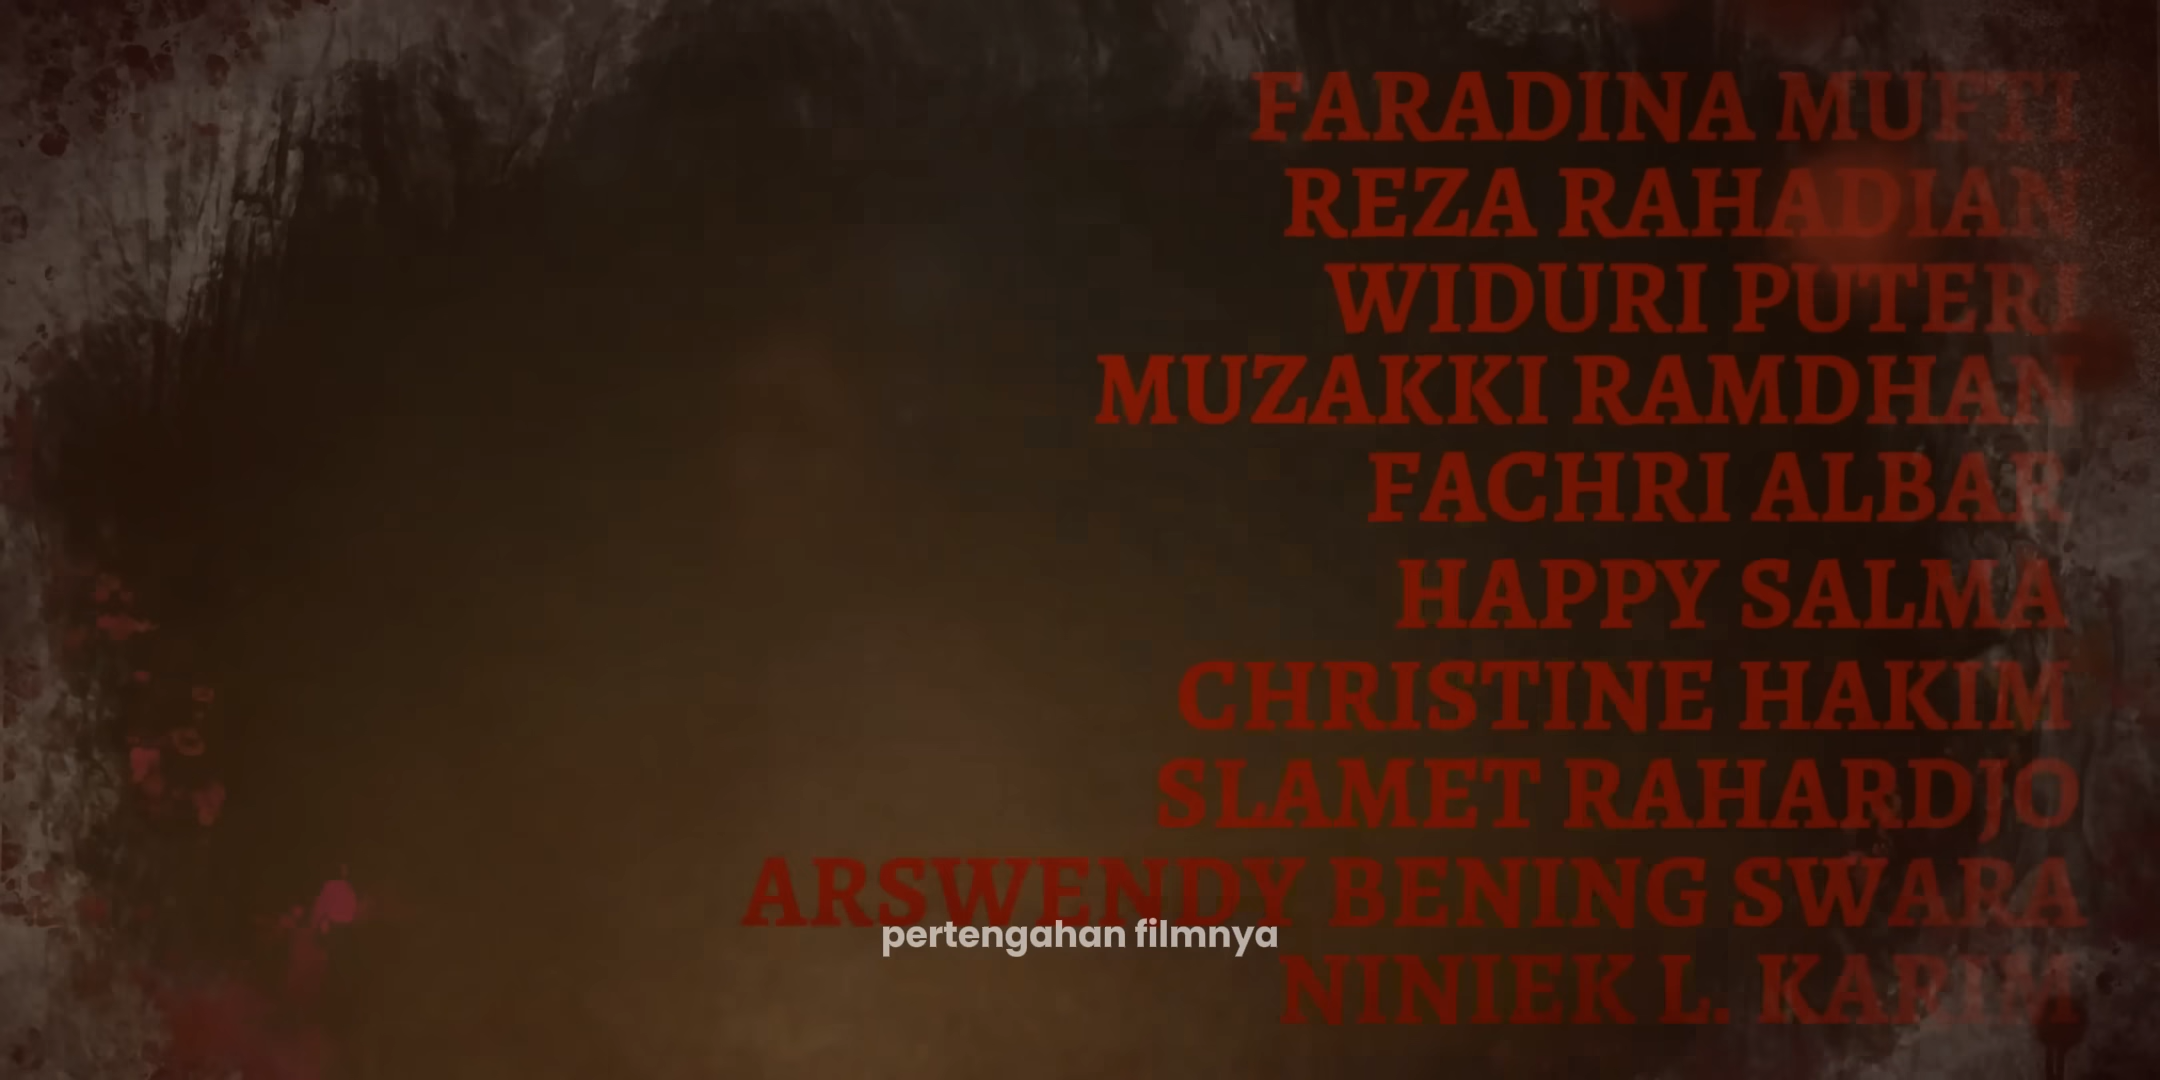 FARADINA MUFTI
REZA RAHADIAN
WIDURI PUTERI
MUZAKKI RAMDHAN
FACHRI ALBAR
HAPPY SALMA
CHRISTINE HAKIM
SLAMET RAHARDJO
ARSWENDY BENING SWARA
pertengahan filmnya
NINIEK L. KARIM